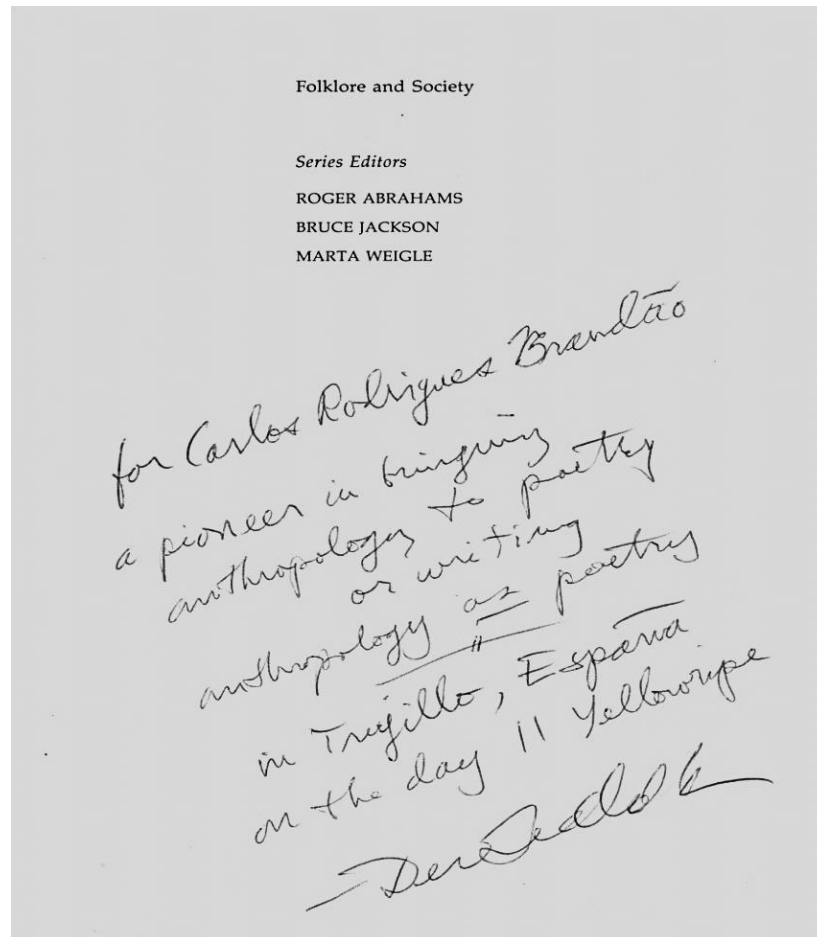 Folklore and Society
Series Editors
ROGER ABRAHAMS
BRUCE JACKSON
MARTA WEIGLE
for Carlos Rodrigues Brandão
a pioneer in bringing
anthropology to poetry
or writing
anthropology as poetry
in Trujillo, España
on the day 11 Yellowripe